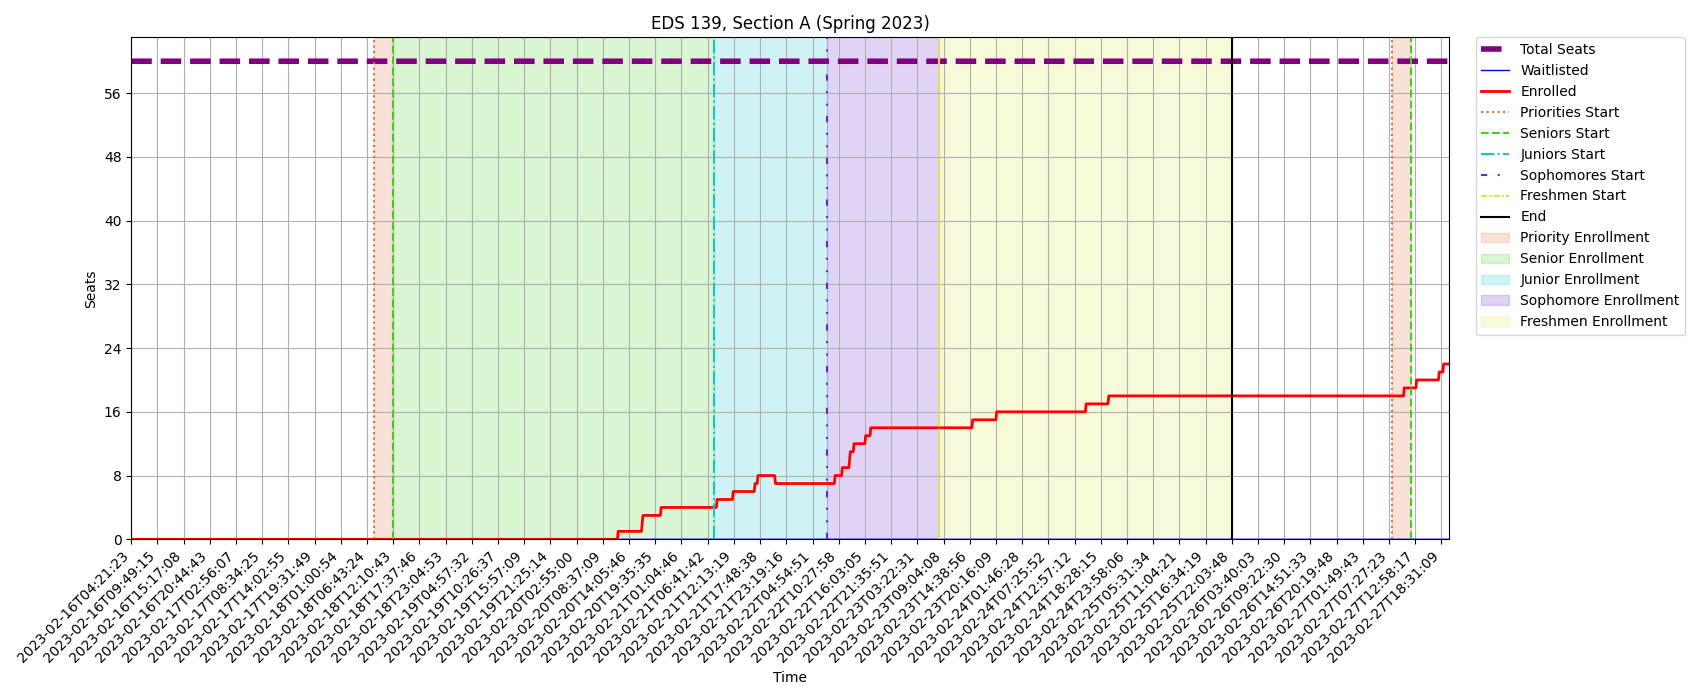 EDS 139, Section A (Spring 2023)
Total Seats
Waitlisted
Enrolled
Priorities Start
Seniors Start
Juniors Start
Sophomores Start
Freshmen Start
End
Priority Enrollment
Senior Enrollment
Junior Enrollment
Sophomore Enrollment
Freshmen Enrollment
Seats
56
48
40
32
24
16
8
0
2023-02-16T04:21:23
2023-02-16T09:49:15
2023-02-16T15:17:08
2023-02-16T20:44:43
2023-02-17T02:56:07
2023-02-17T08:34:25
2023-02-17T14:02:55
2023-02-17T19:31:49
2023-02-18T01:00:54
2023-02-18T06:43:24
2023-02-18T12:10:43
2023-02-18T17:37:46
2023-02-18T23:04:53
2023-02-19T04:57:32
2023-02-19T10:26:37
2023-02-19T15:57:09
2023-02-19T21:25:14
2023-02-20T02:55:00
2023-02-20T08:37:09
2023-02-20T14:05:46
2023-02-20T19:35:35
2023-02-21T01:04:46
2023-02-21T06:41:42
2023-02-21T12:13:19
2023-02-21T17:48:38
2023-02-21T23:19:16
2023-02-22T04:54:51
2023-02-22T10:27:58
2023-02-22T16:03:05
2023-02-22T21:35:51
2023-02-23T03:22:31
2023-02-23T09:04:08
2023-02-23T14:38:56
2023-02-23T20:16:09
2023-02-24T01:46:28
2023-02-24T07:25:52
2023-02-24T12:57:12
2023-02-24T18:28:15
2023-02-24T23:58:06
2023-02-25T05:31:34
2023-02-25T11:04:21
2023-02-25T16:34:19
2023-02-25T22:03:48
2023-02-26T03:40:03
2023-02-26T09:22:30
2023-02-26T14:51:33
2023-02-26T20:19:48
2023-02-27T01:49:43
2023-02-27T07:27:23
2023-02-27T12:58:17
2023-02-27T18:31:09
Time